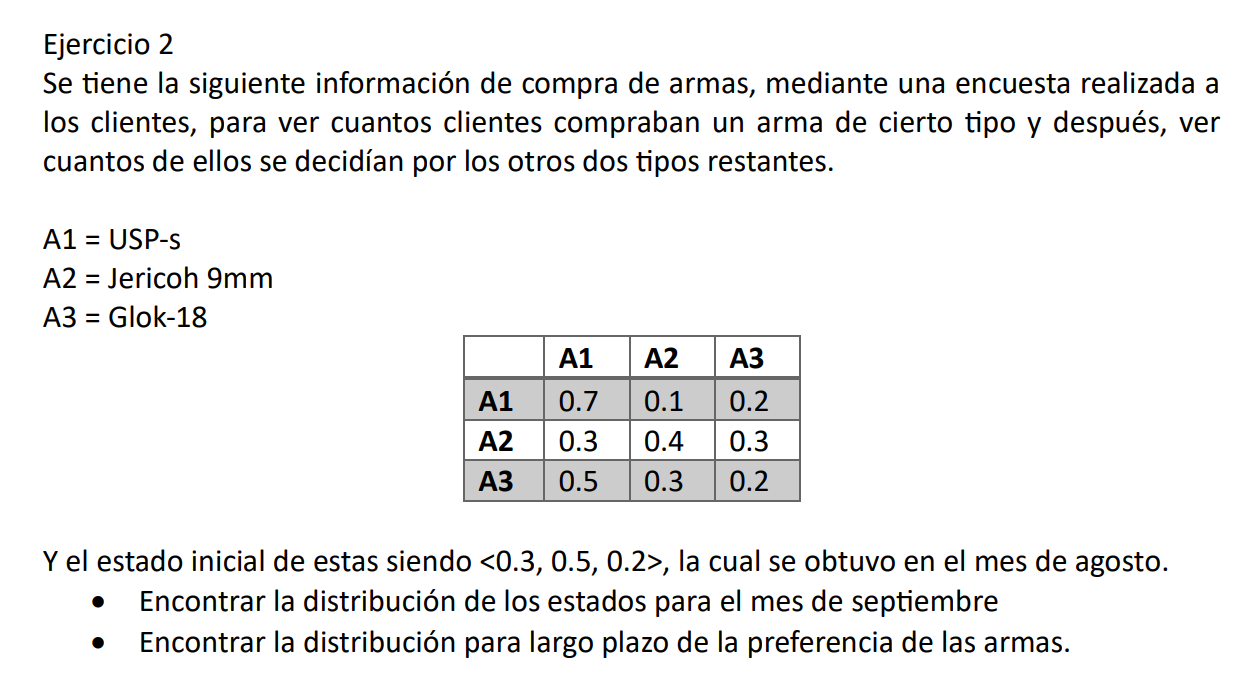 Ejercicio 2
Se tiene la siguiente información de compra de armas, mediante una encuesta realizada a
los clientes, para ver cuantos clientes compraban un arma de cierto tipo y después, ver
cuantos de ellos se decidían por los otros dos tipos restantes.
A1 = USP-s
A2 = Jericoh 9mm
A3 = Glok-18
A1 A2 A3
A1 0.7 0.1 0.2
A2 0.3 0.4 0.3
A3 0.5 0.3 0.2
Y el estado inicial de estas siendo <0.3, 0.5, 0.2>, la cual se obtuvo en el mes de agosto.
• Encontrar la distribución de los estados para el mes de septiembre
• Encontrar la distribución para largo plazo de la preferencia de las armas.